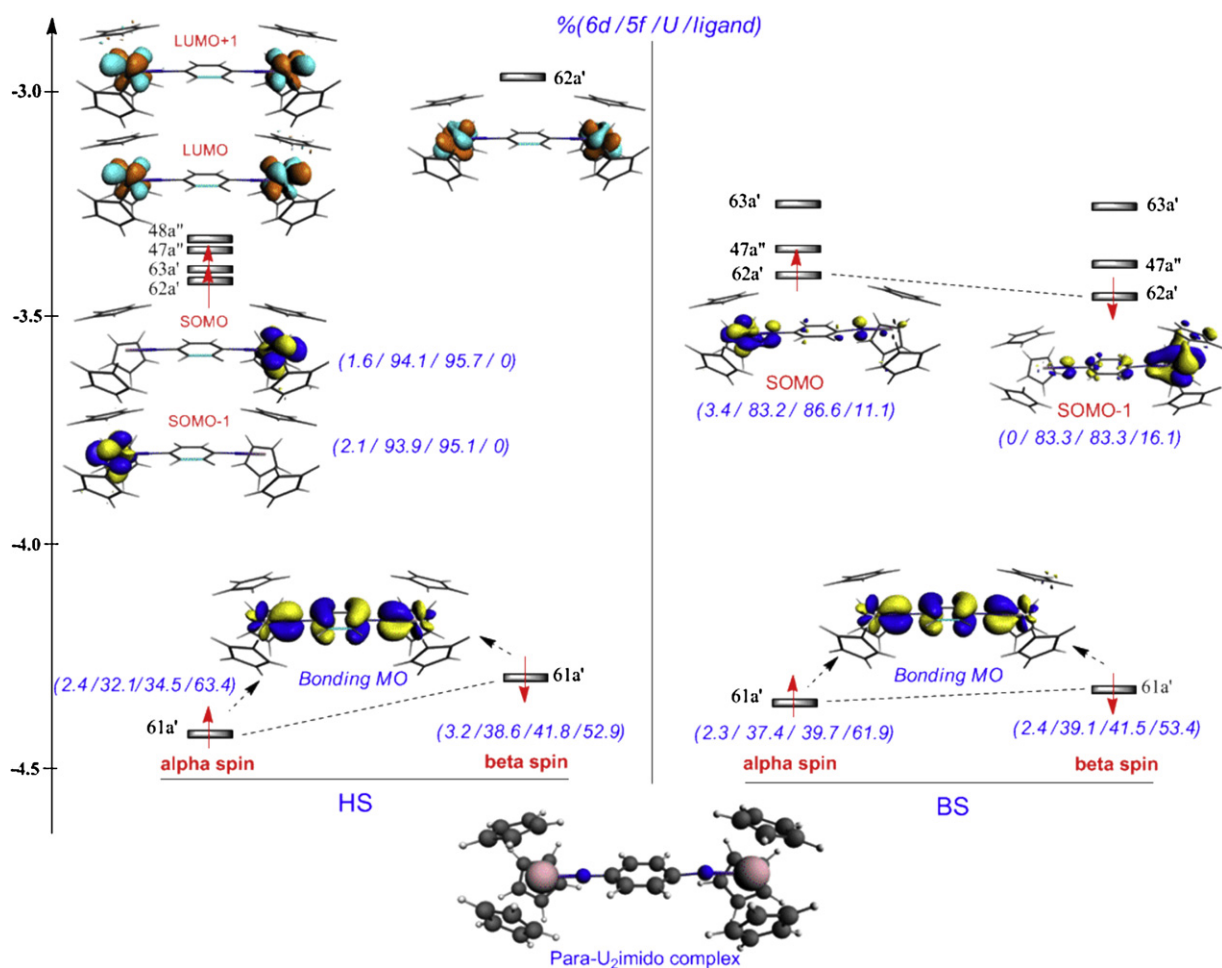 %(6d/5f/U/ligand)
-3.0
-3.5
-4.0
-4.5
LUMO+1
LUMO
48a"
47a"
63a'
62a'
SOMO
(1.6/ 94.1/ 95.7/ 0)
SOMO-1
(2.1/ 93.9/ 95.1/ 0)
62a'
Bonding MO
(2.4/32.1/34.5/63.4)
61a'
alpha spin
61a'
(3.2/38.6/41.8/52.9)
beta spin
HS
63a'
47a"
62a'
SOMO
(3.4/ 83.2/ 86.6/11.1)
63a'
47a"
62a'
SOMO-1
(0/ 83.3/ 83.3/16.1)
Bonding MO
61a'
(2.3/ 37.4/ 39.7/61.9)
alpha spin
61a'
(2.4/39.1/41.5/53.4)
beta spin
BS
Para-U₂imido complex